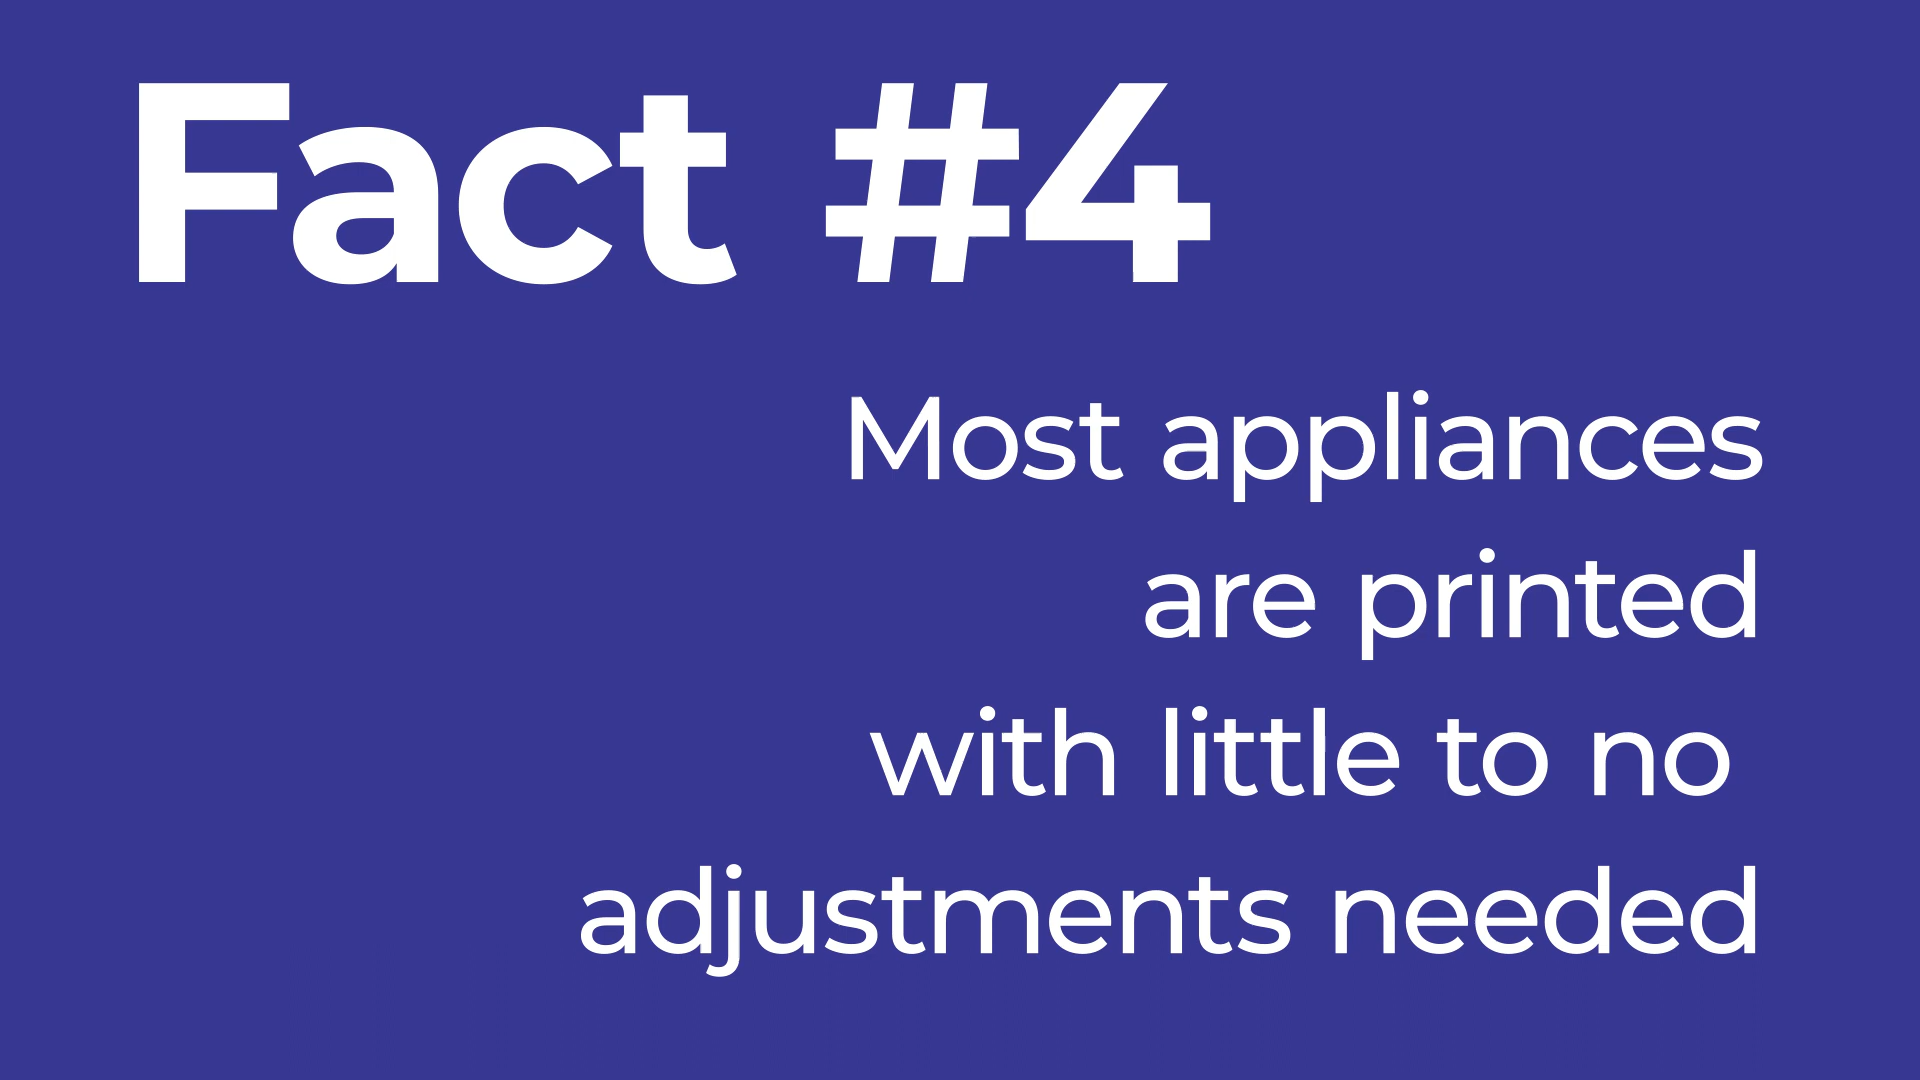 Fact #4
Most appliances
are printed
with little to no
adjustments needed